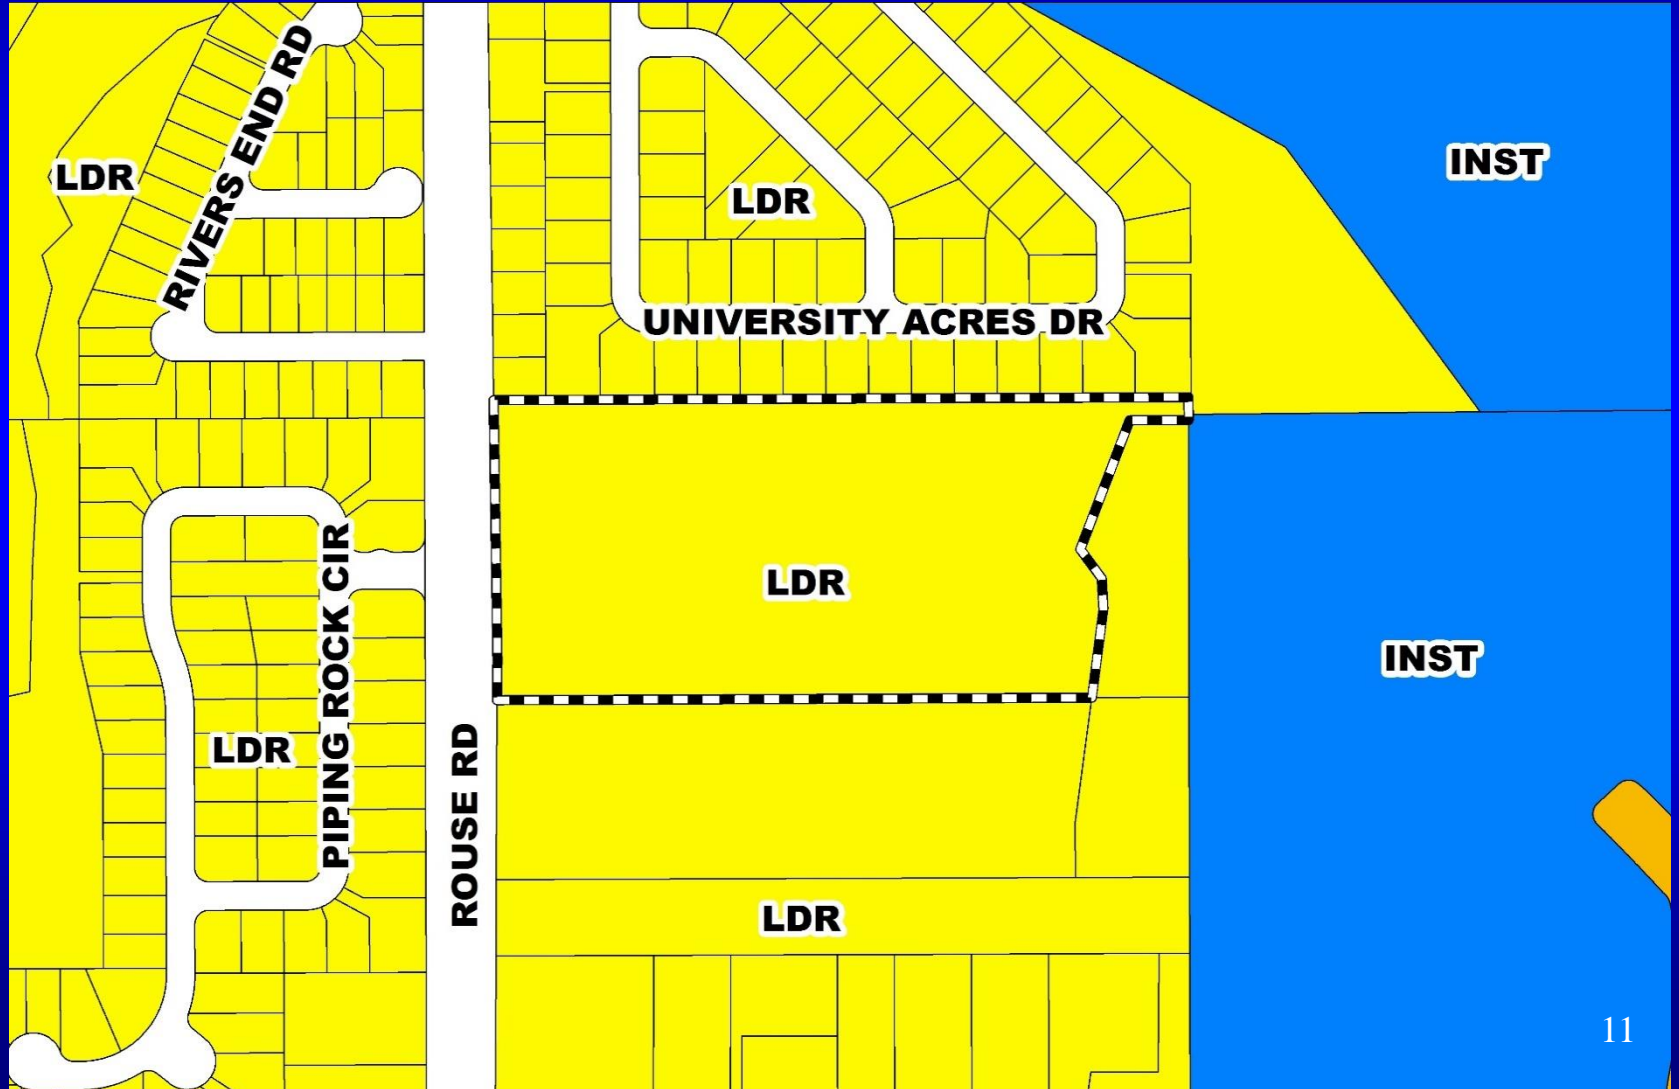 RIVERS END RD
LDR
INST
LDR
UNIVERSITY ACRES DR
PIPING ROCK CIR
LDR
INST
LDR
ROUSE RD
LDR
11